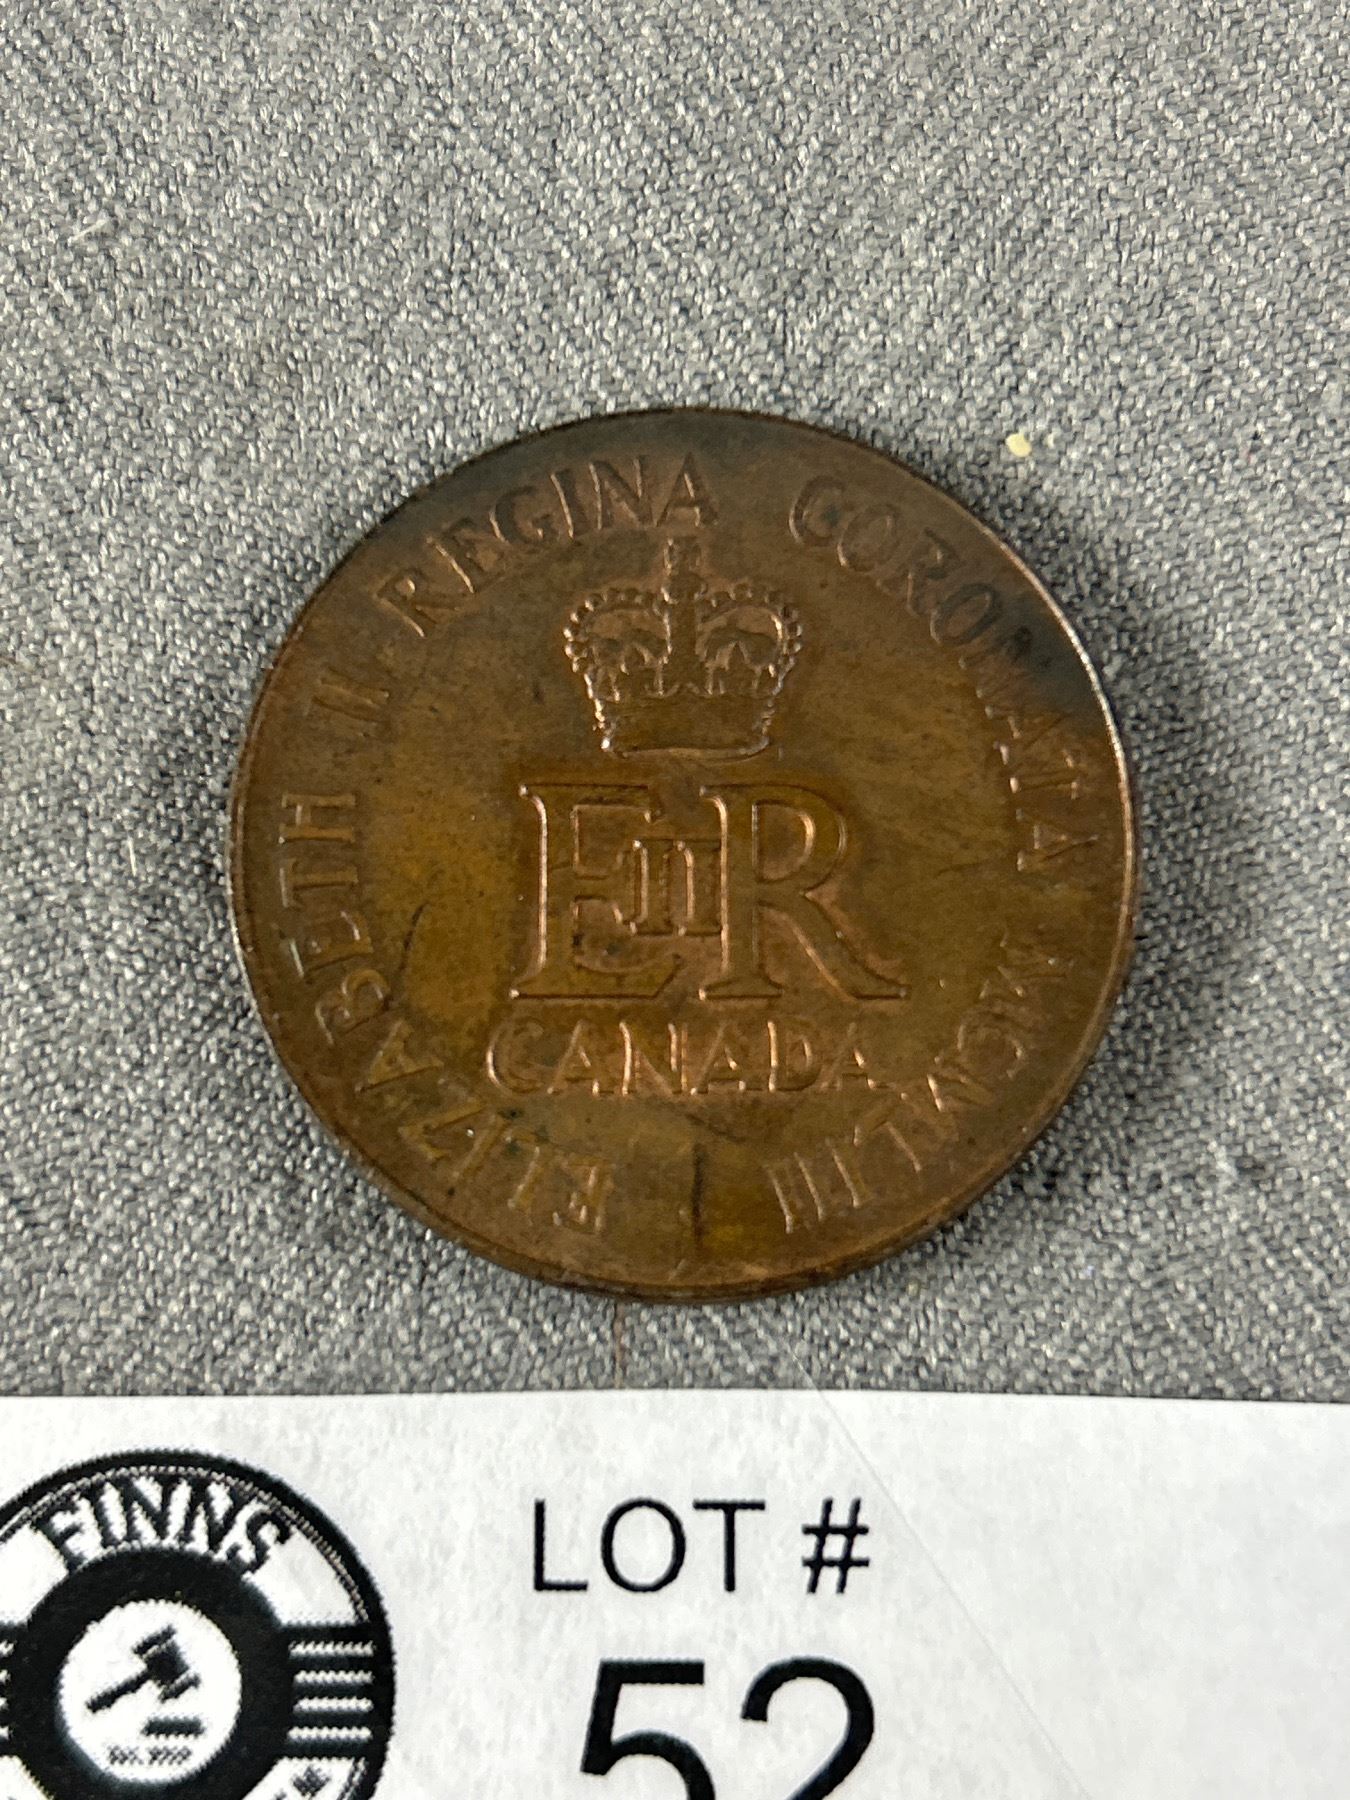 ELIZABETH II REGINA CORONATA MCMLIII
EIIR
CANADA
FINNS
LOT #
52